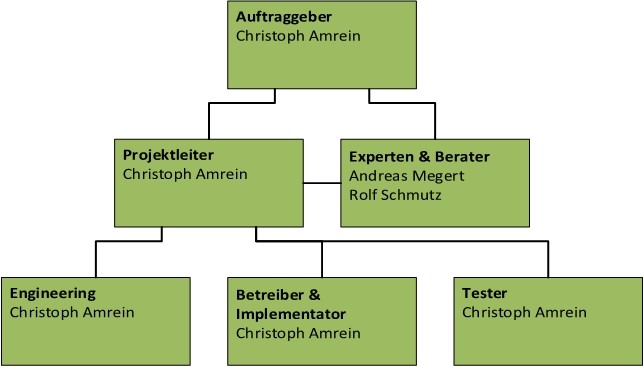 Auftraggeber
Christoph Amrein
Projektleiter
Christoph Amrein
Experten & Berater
Andreas Megert
Rolf Schmutz
Engineering
Christoph Amrein
Betreiber &
Implementator
Christoph Amrein
Tester
Christoph Amrein